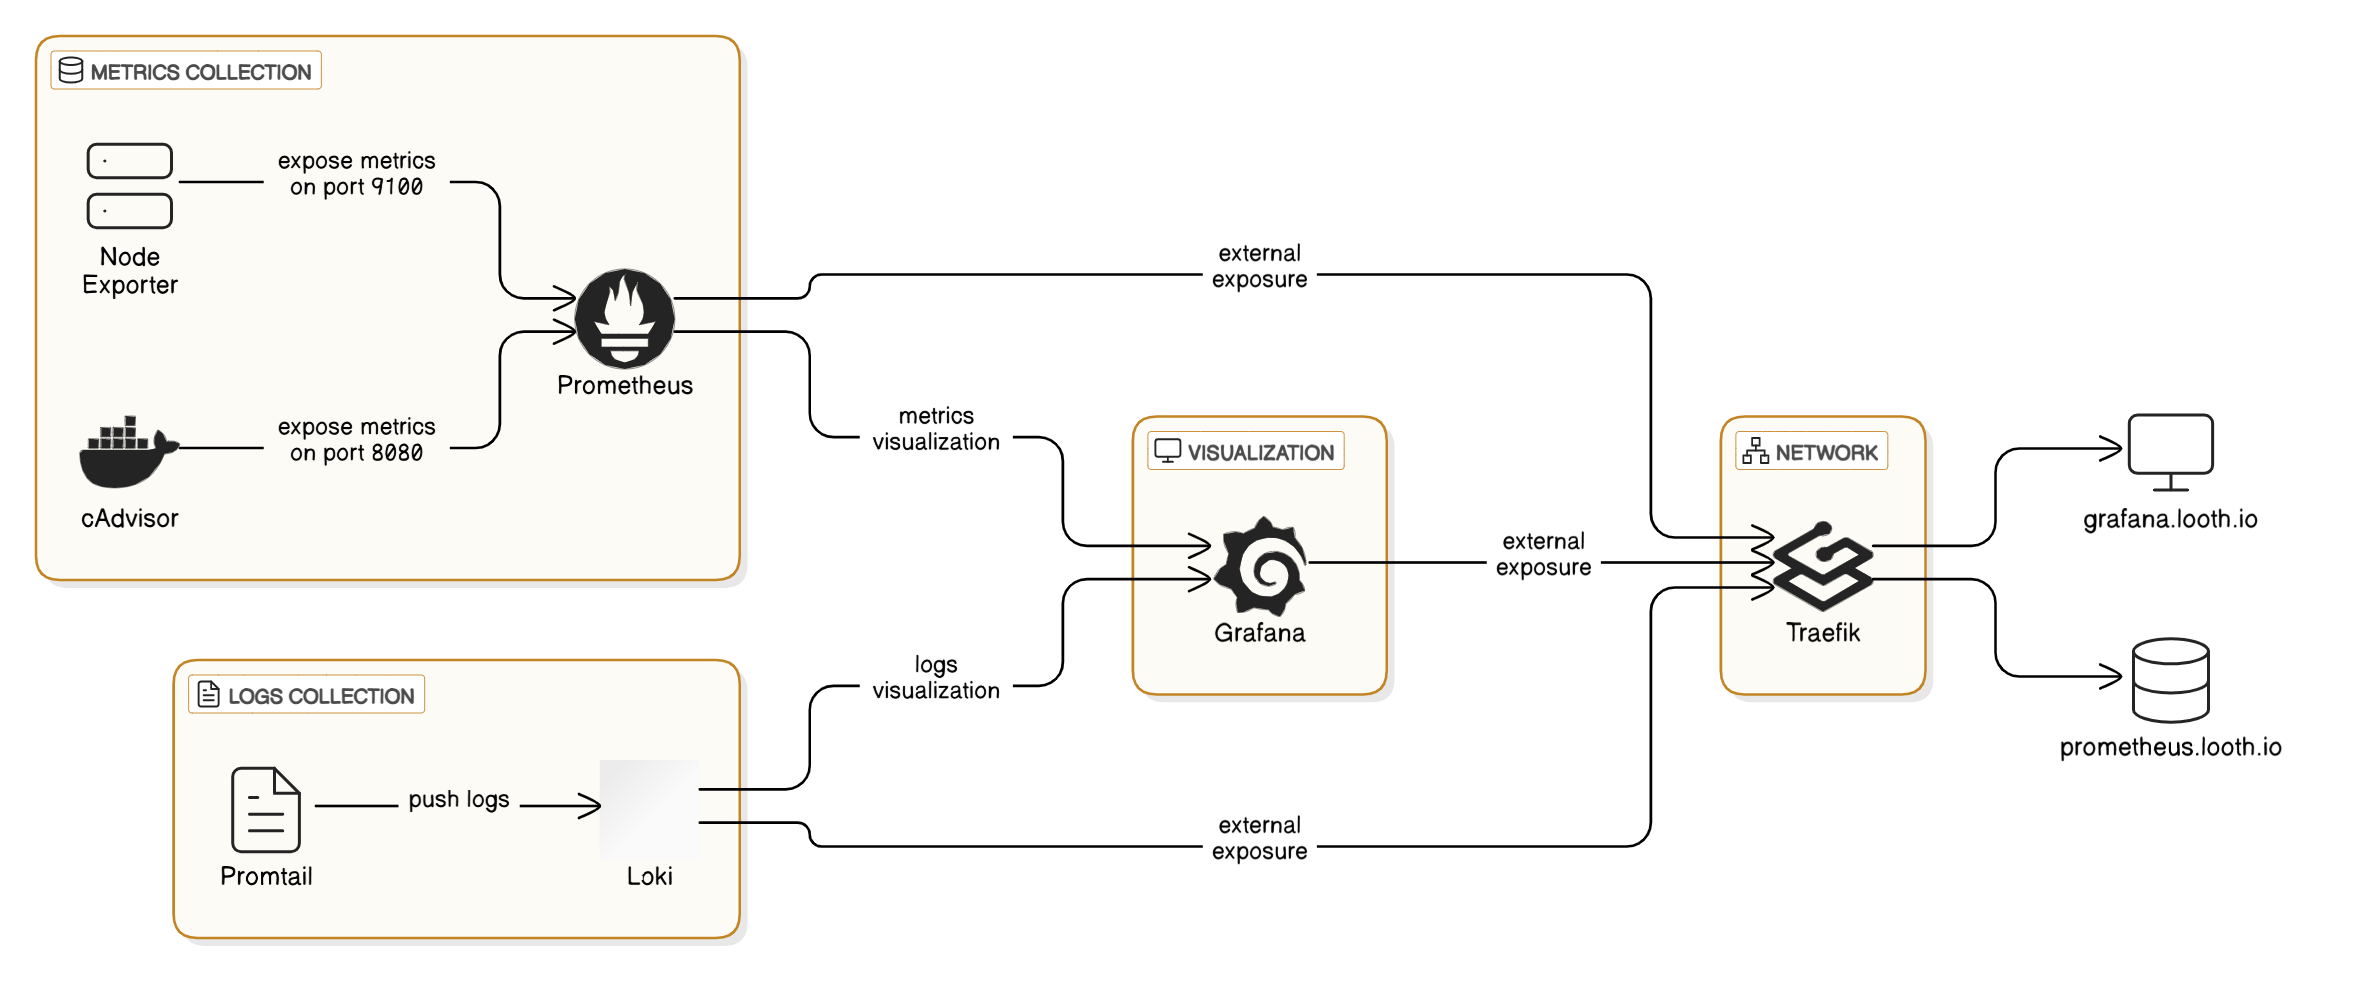 METRICS COLLECTION
expose metrics
on port 9100
Node
Exporter
Prometheus
expose metrics
on port 8080
cAdvisor
external
exposure
metrics
visualization
VISUALIZATION
Grafana
external
exposure
NETWORK
Traefik
grafana.looth.io
prometheus.looth.io
logs
visualization
LOGS COLLECTION
push logs
Promtail
Loki
external
exposure